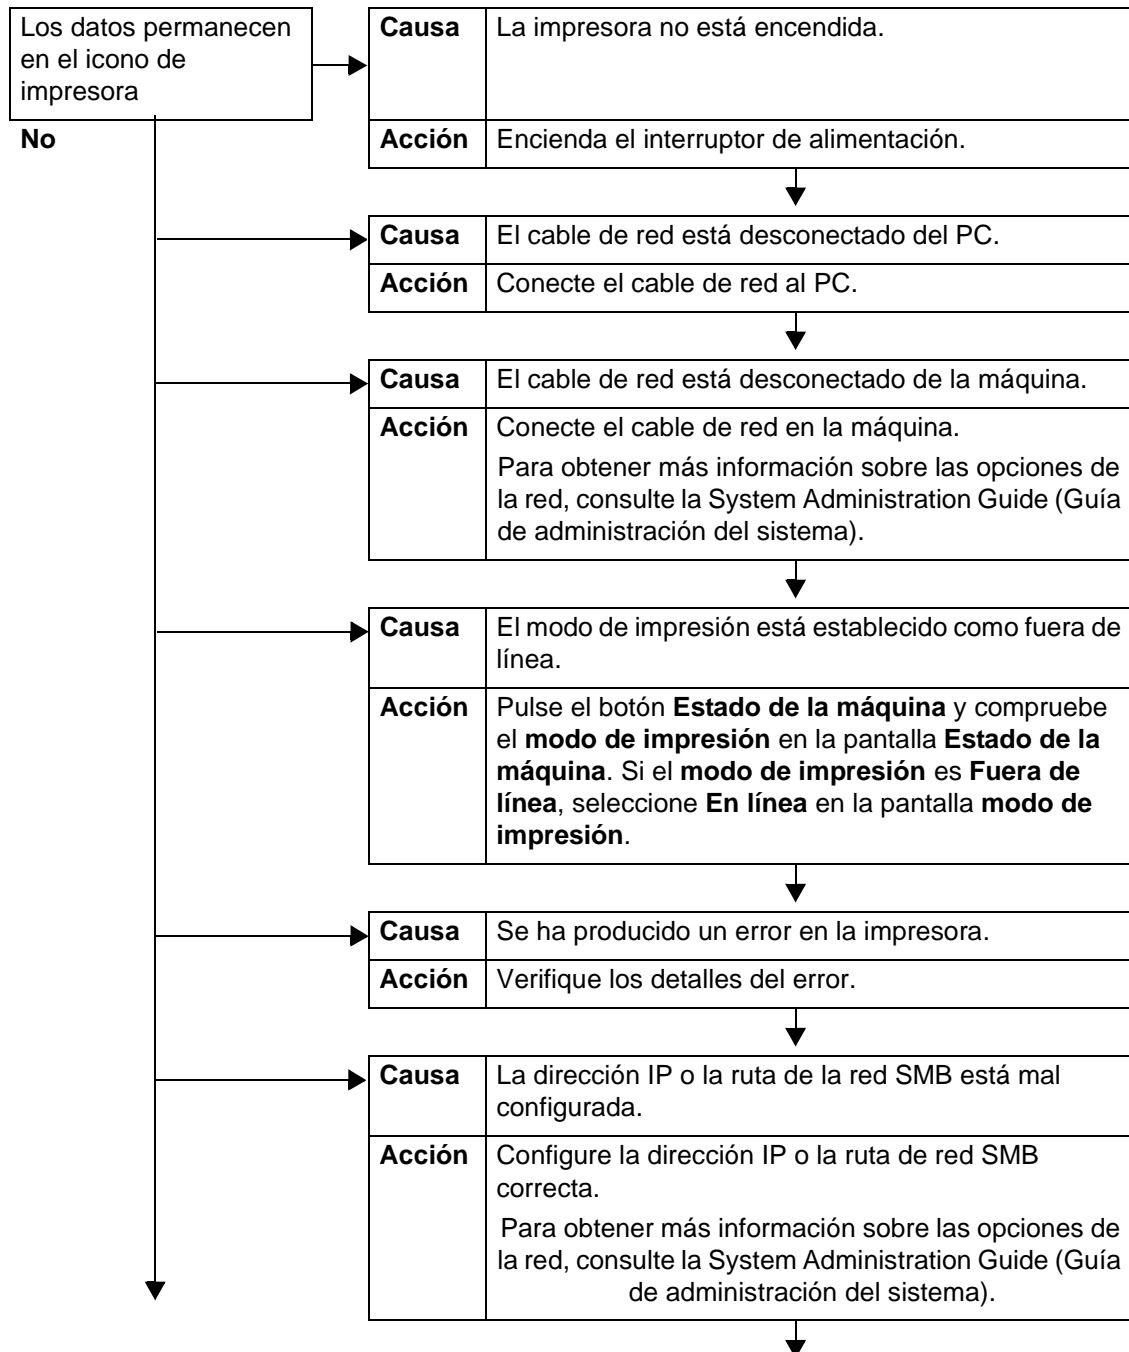 Los datos permanecen
en el icono de
impresora
No
Causa La impresora no está encendida.
Acción Encienda el interruptor de alimentación.
Causa El cable de red está desconectado del PC.
Acción Conecte el cable de red al PC.
Causa El cable de red está desconectado de la máquina.
Acción Conecte el cable de red en la máquina.
Para obtener más información sobre las opciones de
la red, consulte la System Administration Guide (Guía
de administración del sistema).
Causa El modo de impresión está establecido como fuera de
línea.
Acción Pulse el botón Estado de la máquina y compruebe
el modo de impresión en la pantalla Estado de la
máquina. Si el modo de impresión es Fuera de
línea, seleccione En línea en la pantalla modo de
impresión.
Causa Se ha producido un error en la impresora.
Acción Verifique los detalles del error.
Causa La dirección IP o la ruta de la red SMB está mal
configurada.
Acción Configure la dirección IP o la ruta de red SMB
correcta.
Para obtener más información sobre las opciones de
la red, consulte la System Administration Guide (Guía
de administración del sistema).